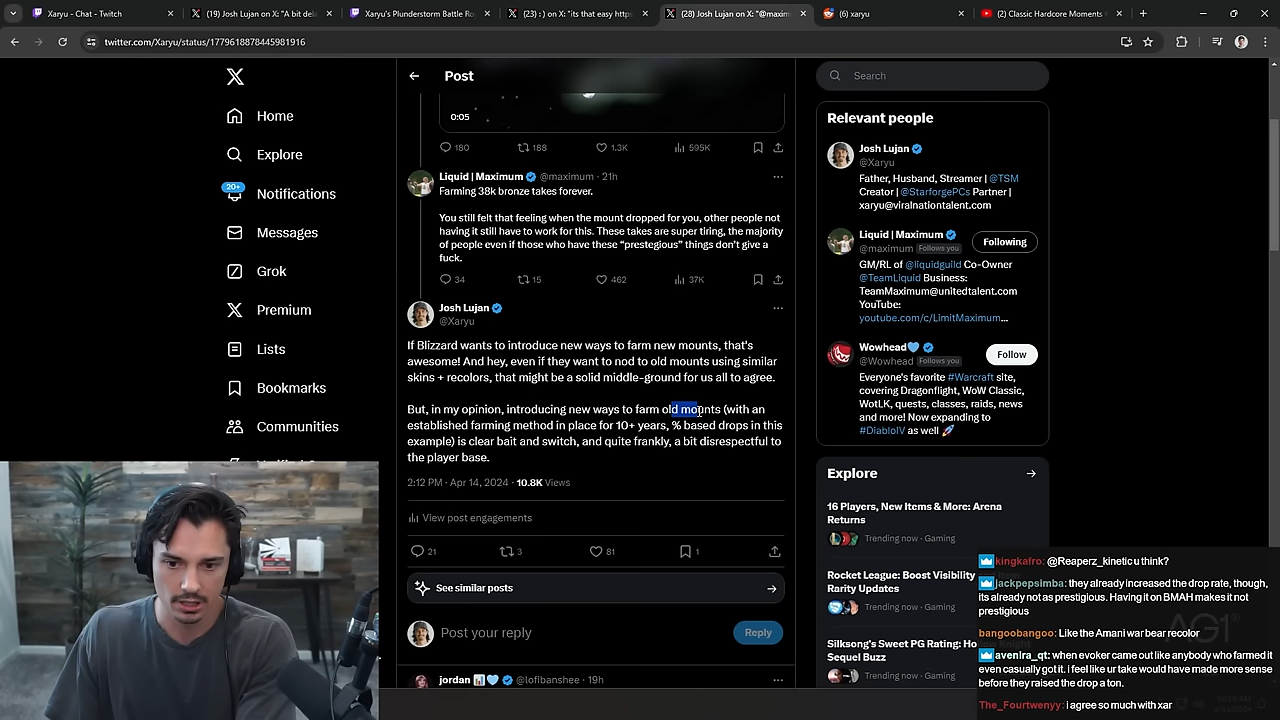 Xaryu - Chat - Twitch
(19) Josh Lujan on X: "A bit del
Xaryu's Plunderstorm Battle Ro
(23) : ) on X: "its that easy http
(28) Josh Lujan on X: "@maxim
(6) xaryu
(2) Classic Hardcore Moments
twitter.com/Xaryu/status/1779618878445981916
Post
Search
Home
Explore
20+
Notifications
Messages
Grok
Premium
Lists
Bookmarks
Communities
0:05
180
188
1.3K
595K
Liquid | Maximum @maximum · 21h
Farming 38k bronze takes forever.
You still felt that feeling when the mount dropped for you, other people not
having it still have to work for this. These takes are super tiring, the majority
of people even if those who have these "prestegious" things don't give a
fuck.
34
15
462
37K
Josh Lujan
@Xaryu
If Blizzard wants to introduce new ways to farm new mounts, that's
awesome! And hey, even if they want to nod to old mounts using similar
skins + recolors, that might be a solid middle-ground for us all to agree.
But, in my opinion, introducing new ways to farm old mounts (with an
established farming method in place for 10+ years, % based drops in this
example) is clear bait and switch, and quite frankly, a bit disrespectful to
the player base.
2:12 PM · Apr 14, 2024 · 10.8K Views
View post engagements
21
3
81
1
See similar posts
Post your reply
Reply
jordan @lofibanshee · 19h
Relevant people
Josh Lujan
@Xaryu
Father, Husband, Streamer | @TSM
Creator | @StarforgePCs Partner |
xaryu@viralnationtalent.com
Liquid | Maximum
@maximum Follows you
Following
GM/RL of @liquidguild Co-Owner
@TeamLiquid Business:
TeamMaximum@unitedtalent.com
YouTube:
youtube.com/c/LimitMaximum...
Wowhead
@Wowhead Follows you
Follow
Everyone's favorite #Warcraft site,
covering Dragonflight, WoW Classic,
WotLK, quests, classes, raids, news
and more! Now expanding to
#DiabloIV as well
Explore
16 Players, New Items & More: Arena
Returns
Trending now · Gaming
Rocket League: Boost Visibility
Rarity Updates
Trending now · Gaming
Silksong's Sweet PG Rating: Ho
Sequel Buzz
Trending now · Gaming
kingkafro: @Reaperz_kinetic u think?
jackpepsimba: they already increased the drop rate, though,
its already not as prestigious. Having it on BMAH makes it not
prestigious
bangoobangoo: Like the Amani war bear recolor
avenira_qt: when evoker came out like anybody who farmed it
even casually got it. i feel like ur take would have made more sense
before they raised the drop a ton.
The_Fourtwenyy: i agree so much with xar
AG1